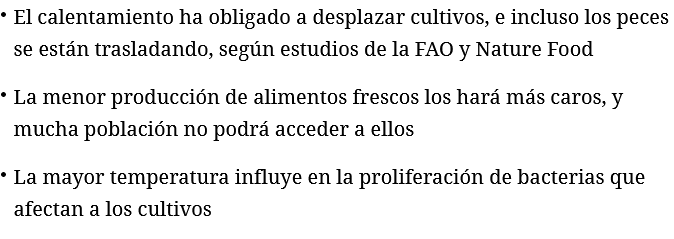 • El calentamiento ha obligado a desplazar cultivos, e incluso los peces
se están trasladando, según estudios de la FAO y Nature Food
• La menor producción de alimentos frescos los hará más caros, y
mucha población no podrá acceder a ellos
• La mayor temperatura influye en la proliferación de bacterias que
afectan a los cultivos